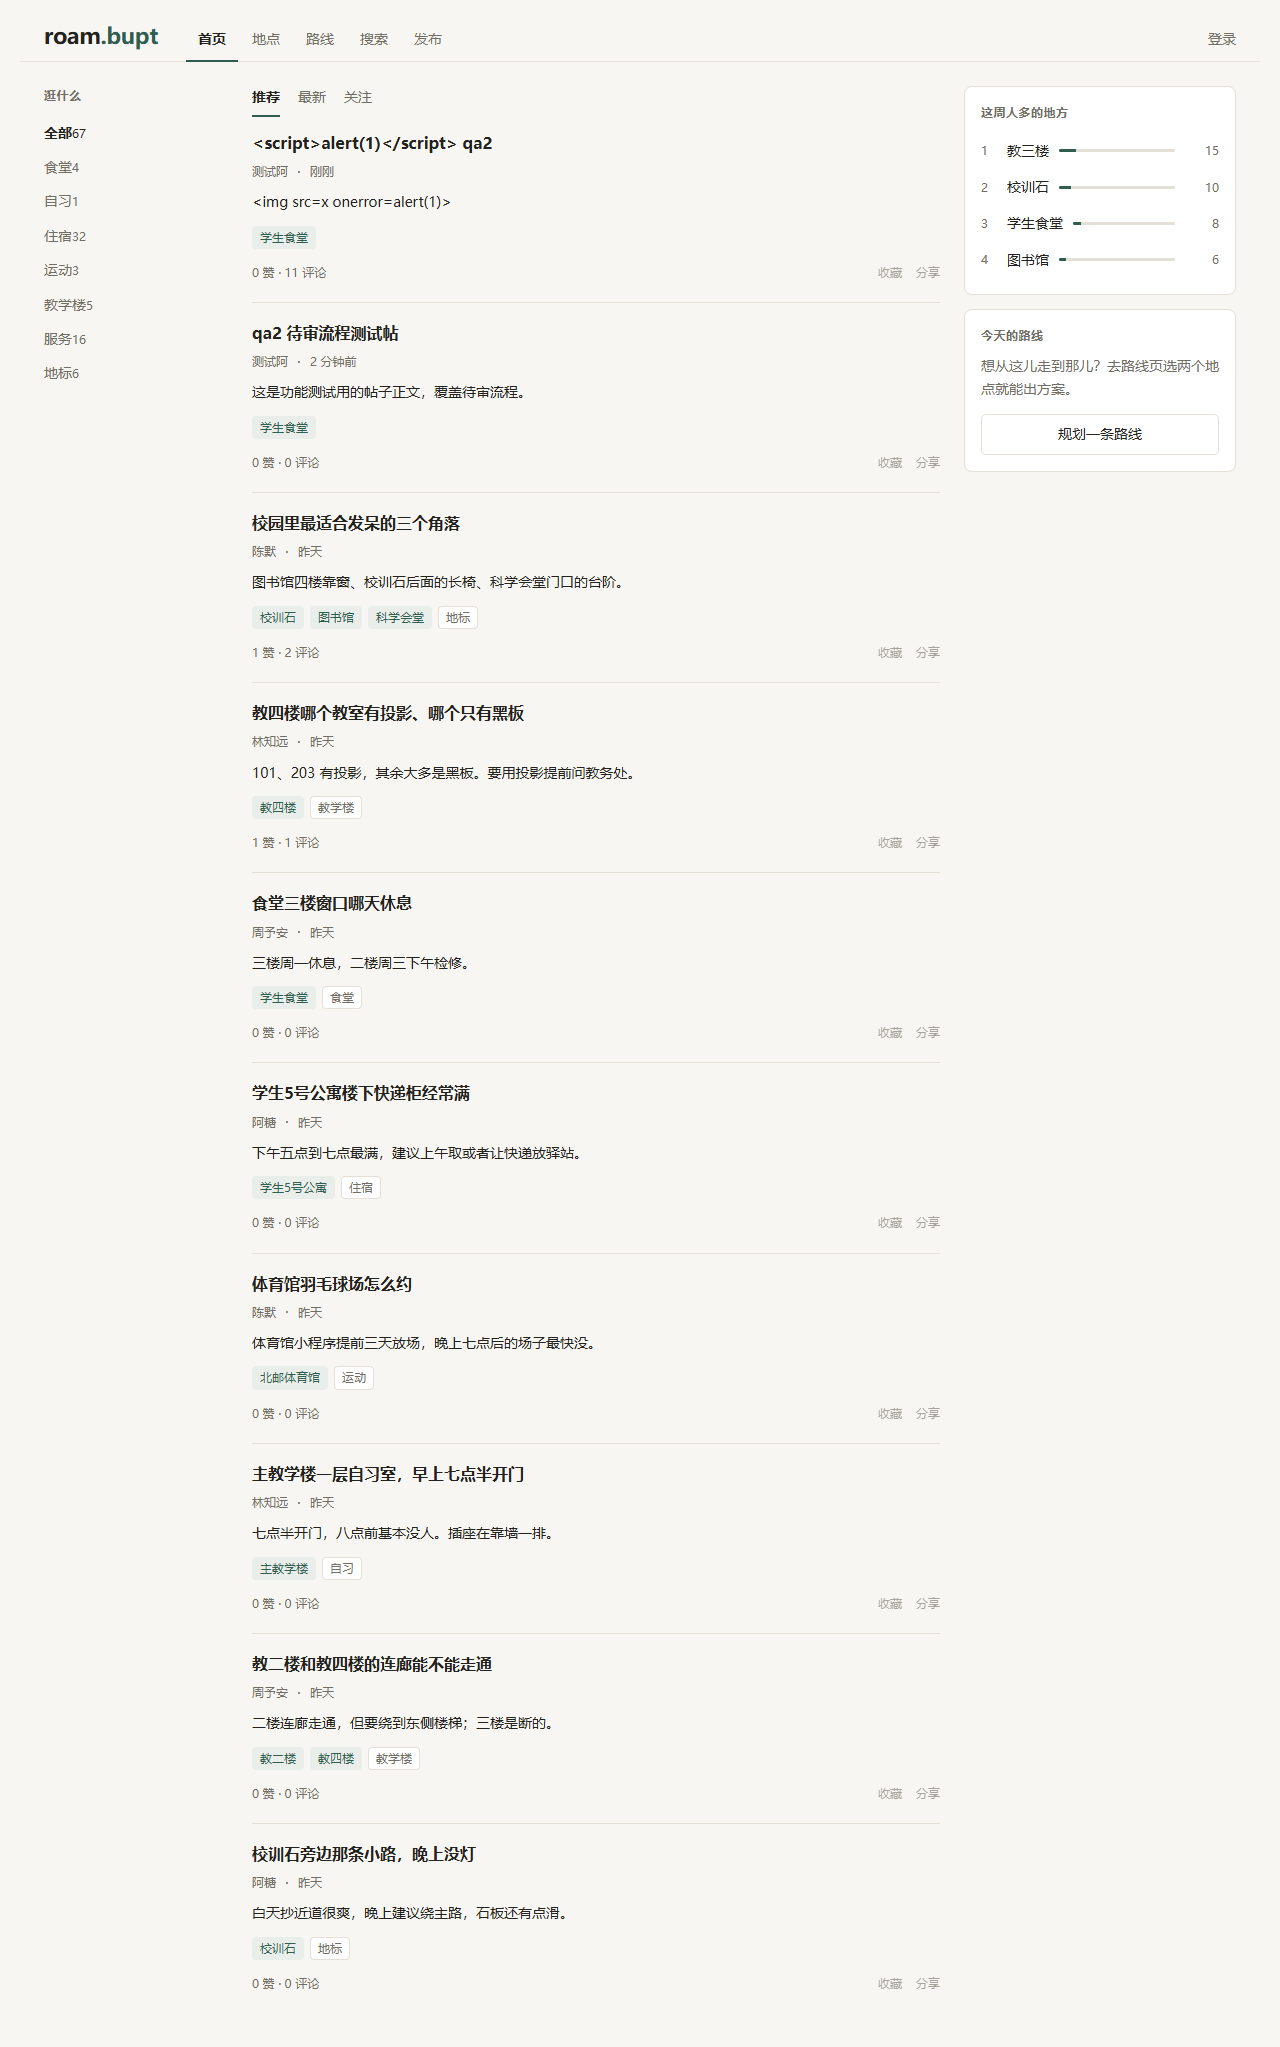 roam.bupt 首页 地点 路线 搜索 发布 登录
逛什么
全部67
食堂4
自习1
住宿32
运动3
教学楼5
服务16
地标6
推荐 最新 关注
<script>alert(1)</script> qa2
测试阿 · 刚刚
<img src=x onerror=alert(1)>
学生食堂
0 赞 · 11 评论 收藏 分享
qa2 待审流程测试帖
测试阿 · 2 分钟前
这是功能测试用的帖子正文，覆盖待审流程。
学生食堂
0 赞 · 0 评论 收藏 分享
校园里最适合发呆的三个角落
陈默 · 昨天
图书馆四楼靠窗、校训石后面的长椅、科学会堂门口的台阶。
校训石 图书馆 科学会堂 地标
1 赞 · 2 评论 收藏 分享
教四楼哪个教室有投影、哪个只有黑板
林知远 · 昨天
101、203 有投影，其余大多是黑板。要用投影提前问教务处。
教四楼 教学楼
1 赞 · 1 评论 收藏 分享
食堂三楼窗口哪天休息
周予安 · 昨天
三楼周一休息，二楼周三下午检修。
学生食堂 食堂
0 赞 · 0 评论 收藏 分享
学生5号公寓楼下快递柜经常满
阿糖 · 昨天
下午五点到七点最满，建议上午取或者让快递放驿站。
学生5号公寓 住宿
0 赞 · 0 评论 收藏 分享
体育馆羽毛球场怎么约
陈默 · 昨天
体育馆小程序提前三天放场，晚上七点后的场子最快没。
北邮体育馆 运动
0 赞 · 0 评论 收藏 分享
主教学楼一层自习室，早上七点半开门
林知远 · 昨天
七点半开门，八点前基本没人。插座在靠墙一排。
主教学楼 自习
0 赞 · 0 评论 收藏 分享
教二楼和教四楼的连廊能不能走通
周予安 · 昨天
二楼连廊走通，但要绕到东侧楼梯；三楼是断的。
教二楼 教四楼 教学楼
0 赞 · 0 评论 收藏 分享
校训石旁边那条小路，晚上没灯
阿糖 · 昨天
白天抄近道很爽，晚上建议绕主路，石板还有点滑。
校训石 地标
0 赞 · 0 评论 收藏 分享
这周人多的地方
1 教三楼 15
2 校训石 10
3 学生食堂 8
4 图书馆 6
今天的路线
想从这儿走到那儿？去路线页选两个地
点就能出方案。
规划一条路线